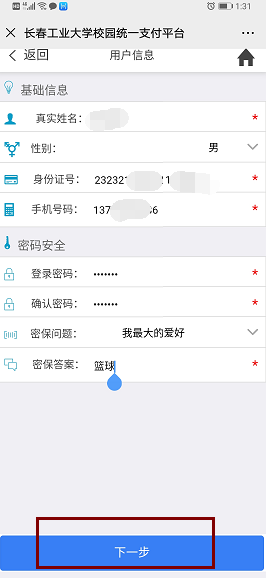 1:31
长春工业大学校园统一支付平台
返回 用户信息
基础信息
真实姓名： *
性别： 男
身份证号： 232321 1 *
手机号码： 137 6 *
密码安全
登录密码： ••••••• *
确认密码： ••••••• *
密保问题： 我最大的爱好
密保答案： 篮球 *
下一步